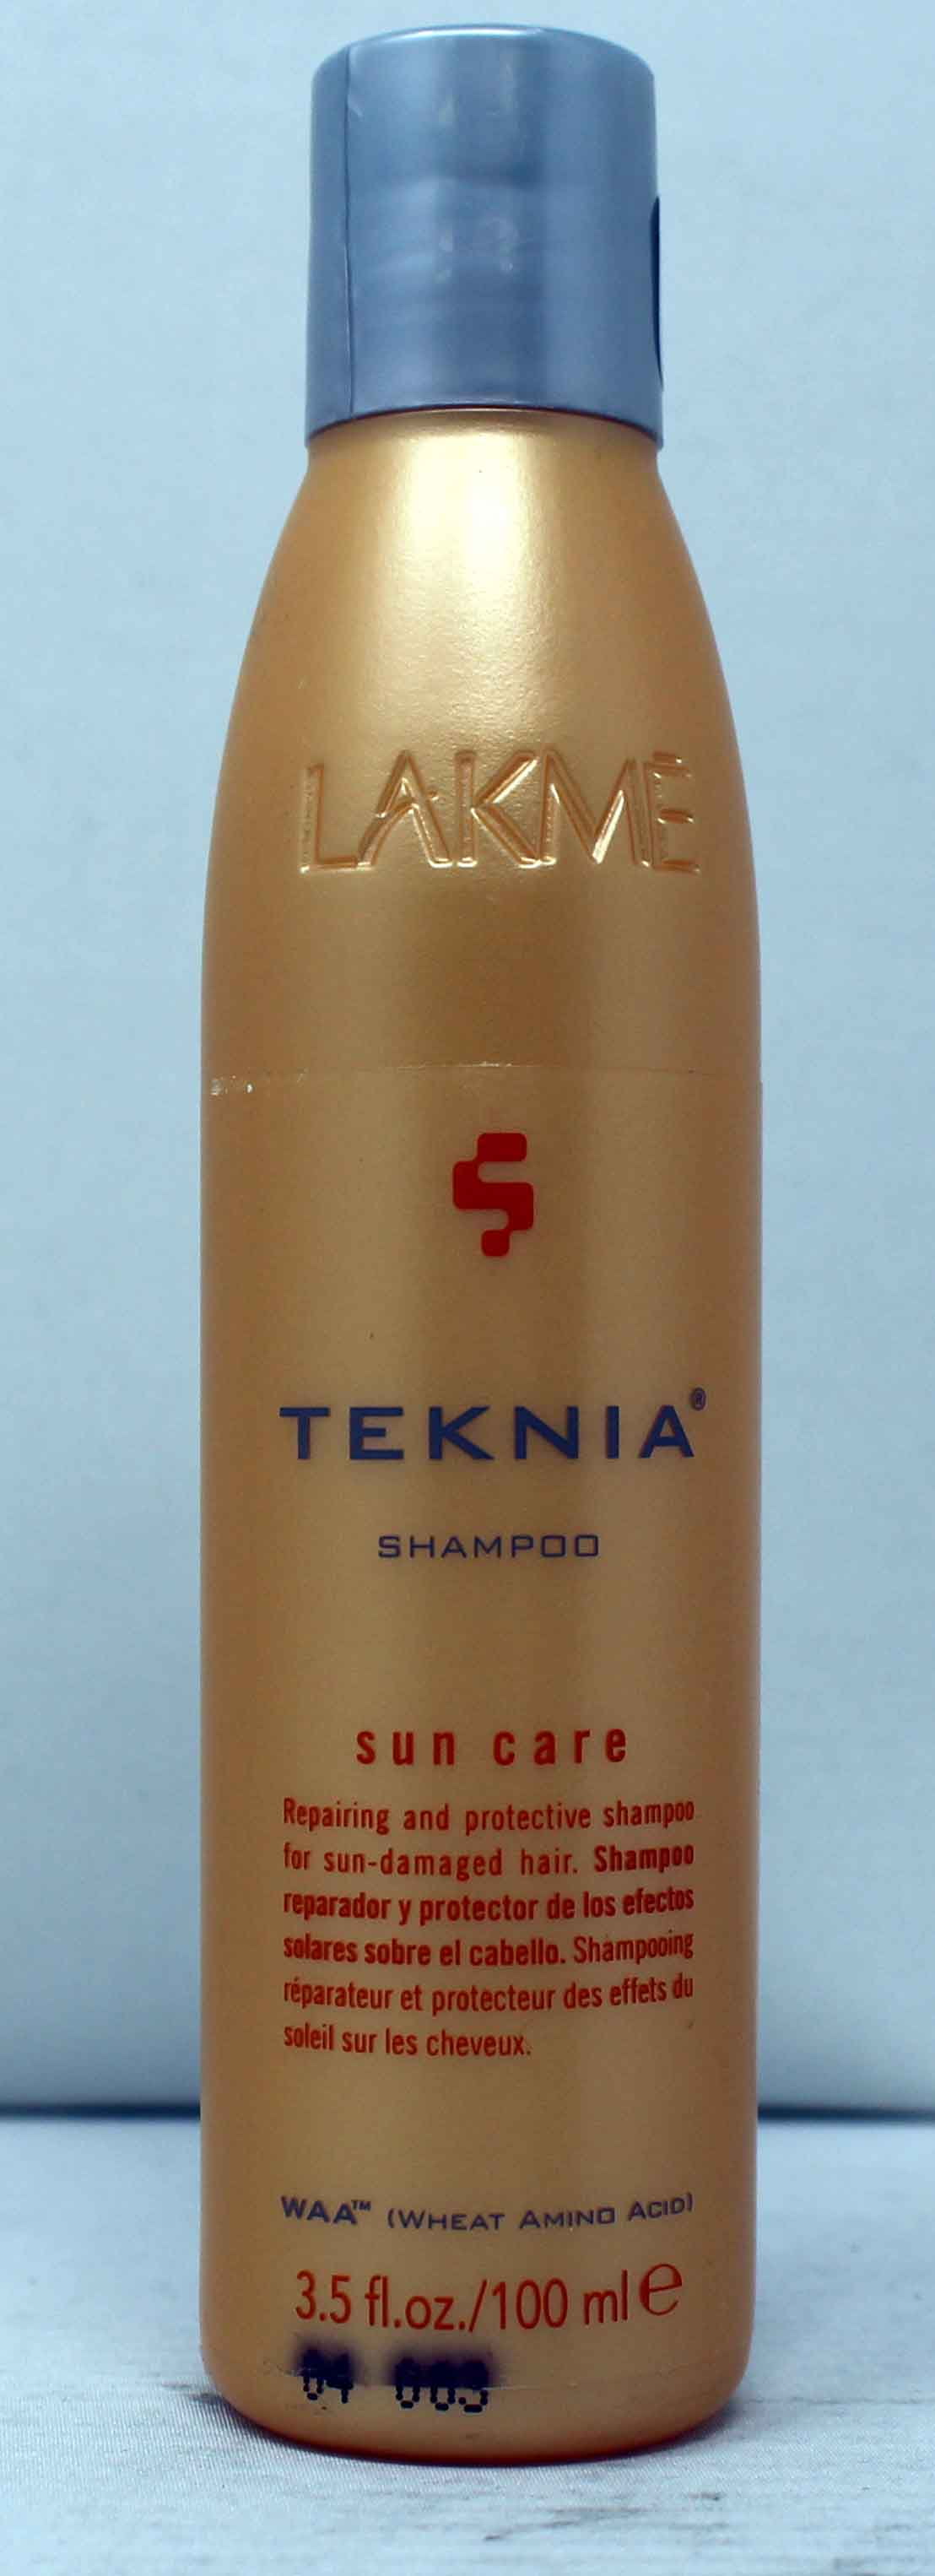 LAKMÉ
TEKNIA®
SHAMPOO
sun care
Repairing and protective shampoo
for sun-damaged hair. Shampoo
reparador y protector de los efectos
solares sobre el cabello. Shampooing
réparateur et protecteur des effets du
soleil sur les cheveux.
WAA™ (WHEAT AMINO ACID)
3.5 fl.oz./100 ml e